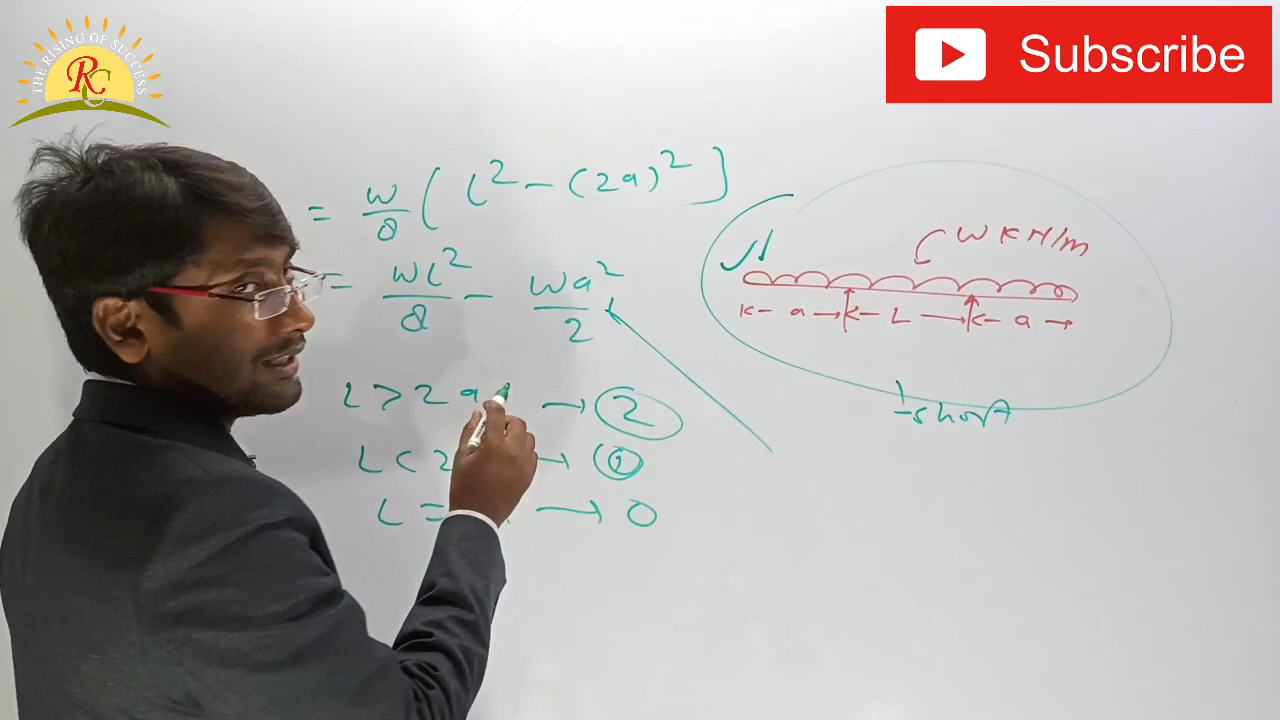 THE RISING OF SUCCESS
RC
Subscribe
= w/8 ( L² - (2a)² ]
= WL²/8 - Wa²/2
L > 2a → 2
L < 2 →
L = → 0
W KN/m
a L a
short